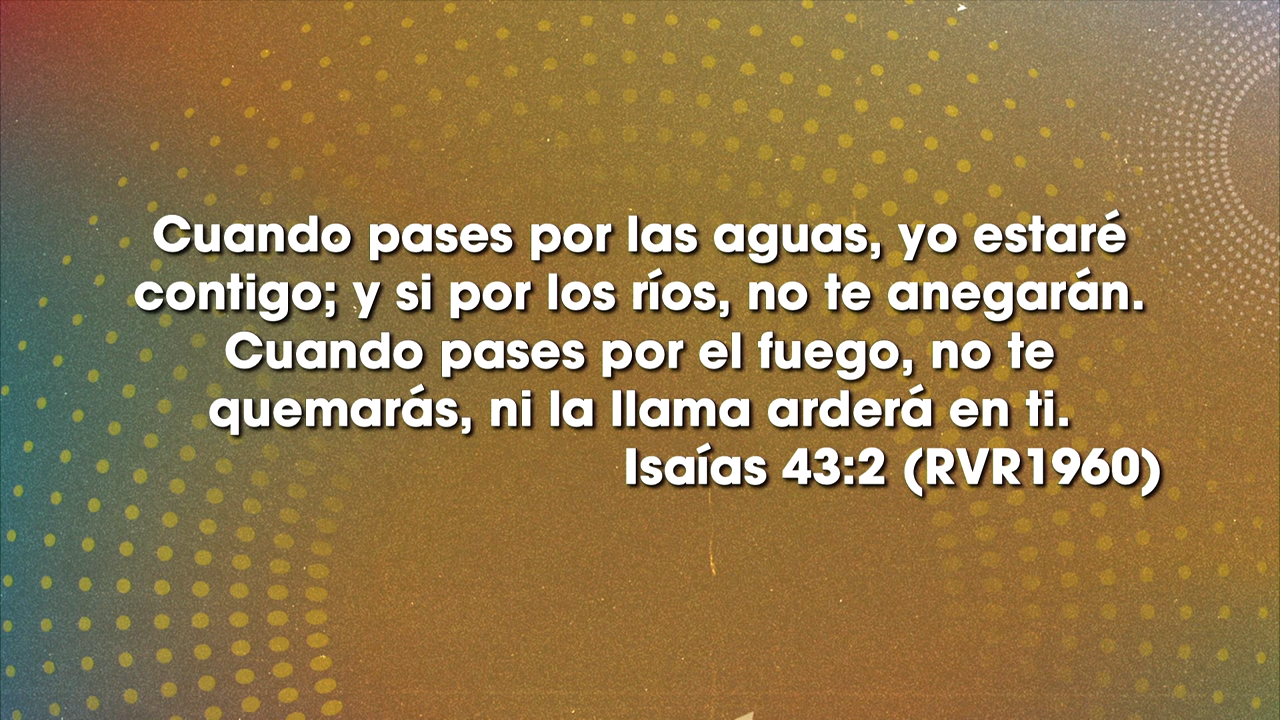 Cuando pases por las aguas, yo estaré
contigo; y si por los ríos, no te anegarán.
Cuando pases por el fuego, no te
quemarás, ni la llama arderá en ti.
Isaías 43:2 (RVR1960)